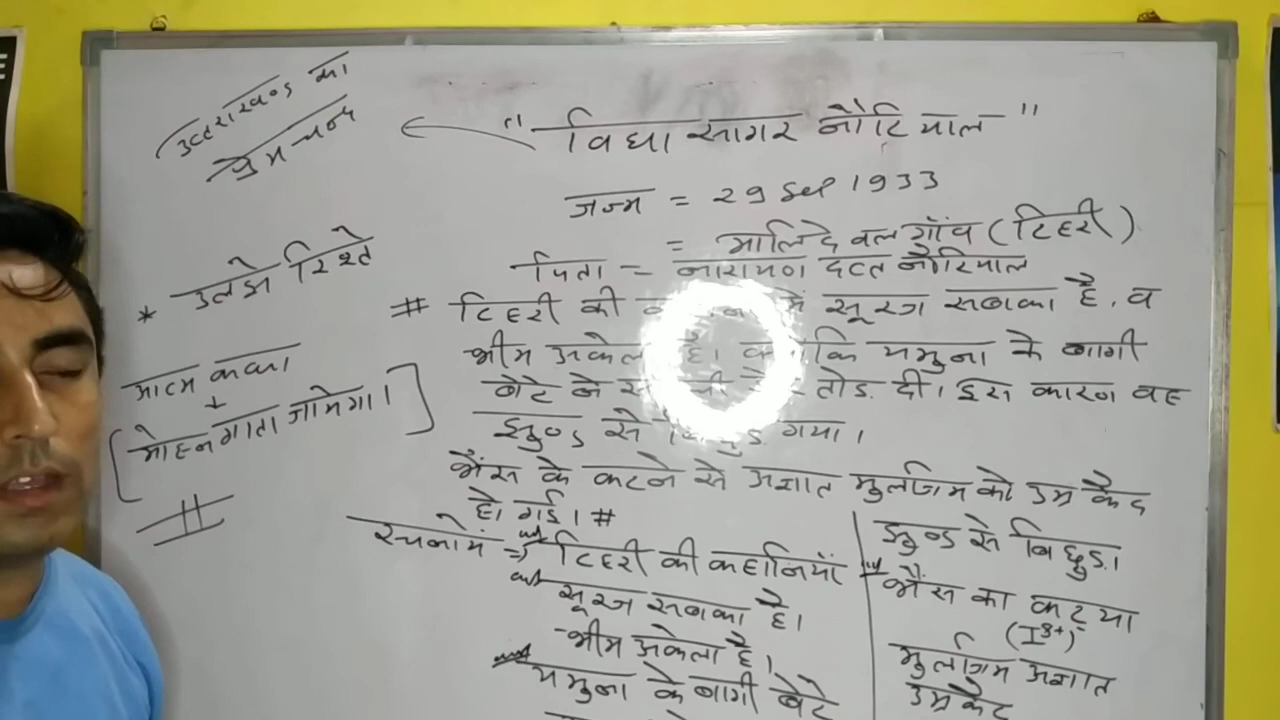 उत्तराखण्ड का
प्रेमचन्द
"विधा सागर नौटियाल"
जन्म = 29 Sep 1933
= मालिदेवल गाँव (टिहरी)
पिता = नारायण दत्त नौटियाल
# टिहरी की में सूरज सबका है, व
भीम अकेला है। कि यमुना के बागी
बेटे ने तोड़ दी। इस कारण वह
झुण्ड से गया।
भैंस के कटने से अज्ञात मुलजिम को उम्र कैद
हो गई। #
* उलझे रिश्ते
आत्म कथा
↓
[मोहन गाता जायेगा।]
रचनायें => टिहरी की कहानियाँ
सूरज सबका है।
भीम अकेला है।
यमुना के बागी बेटे
झुण्ड से बिछुड़ा
भैंस का कट्या
(Ist)
मुलजिम अज्ञात
उम्रकैद